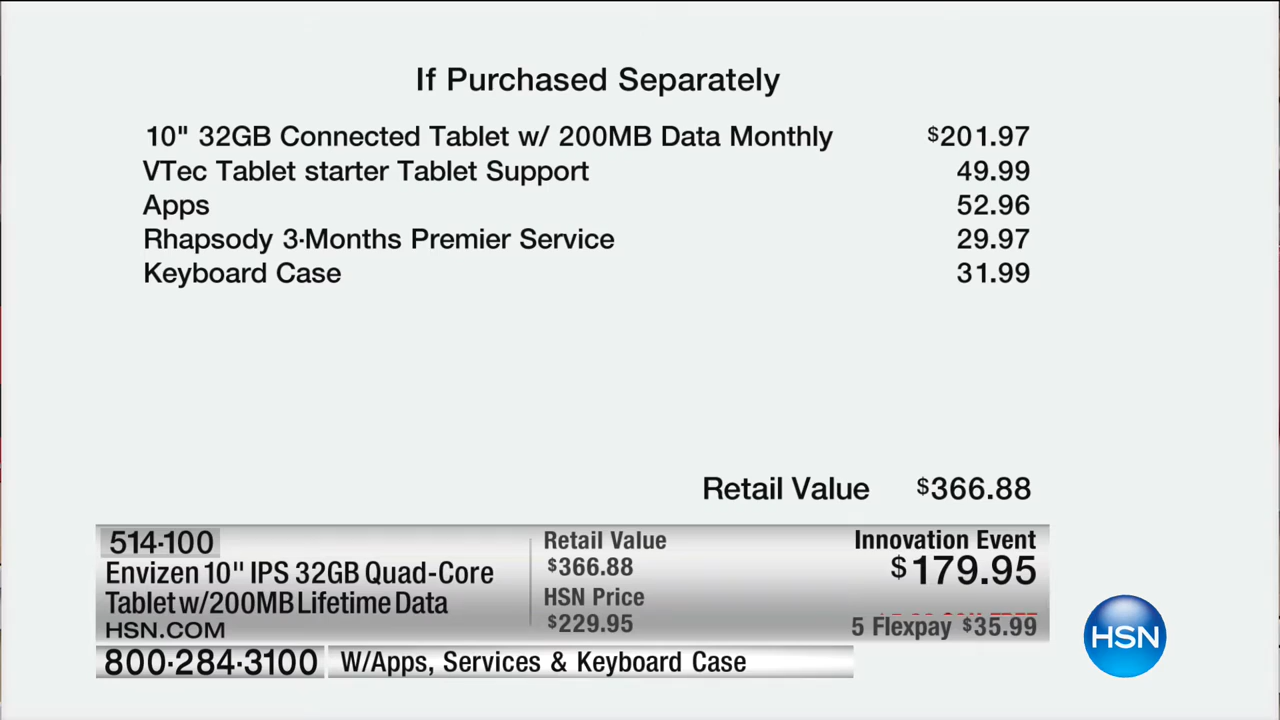 If Purchased Separately
10" 32GB Connected Tablet w/ 200MB Data Monthly $201.97
VTec Tablet starter Tablet Support 49.99
Apps 52.96
Rhapsody 3·Months Premier Service 29.97
Keyboard Case 31.99
Retail Value $366.88
514·100
Envizen 10" IPS 32GB Quad-Core
Tablet w/200MB Lifetime Data
HSN.COM
Retail Value
$366.88
HSN Price
$229.95
Innovation Event
$179.95
5 Flexpay $35.99
800·284·3100
W/Apps, Services & Keyboard Case
HSN